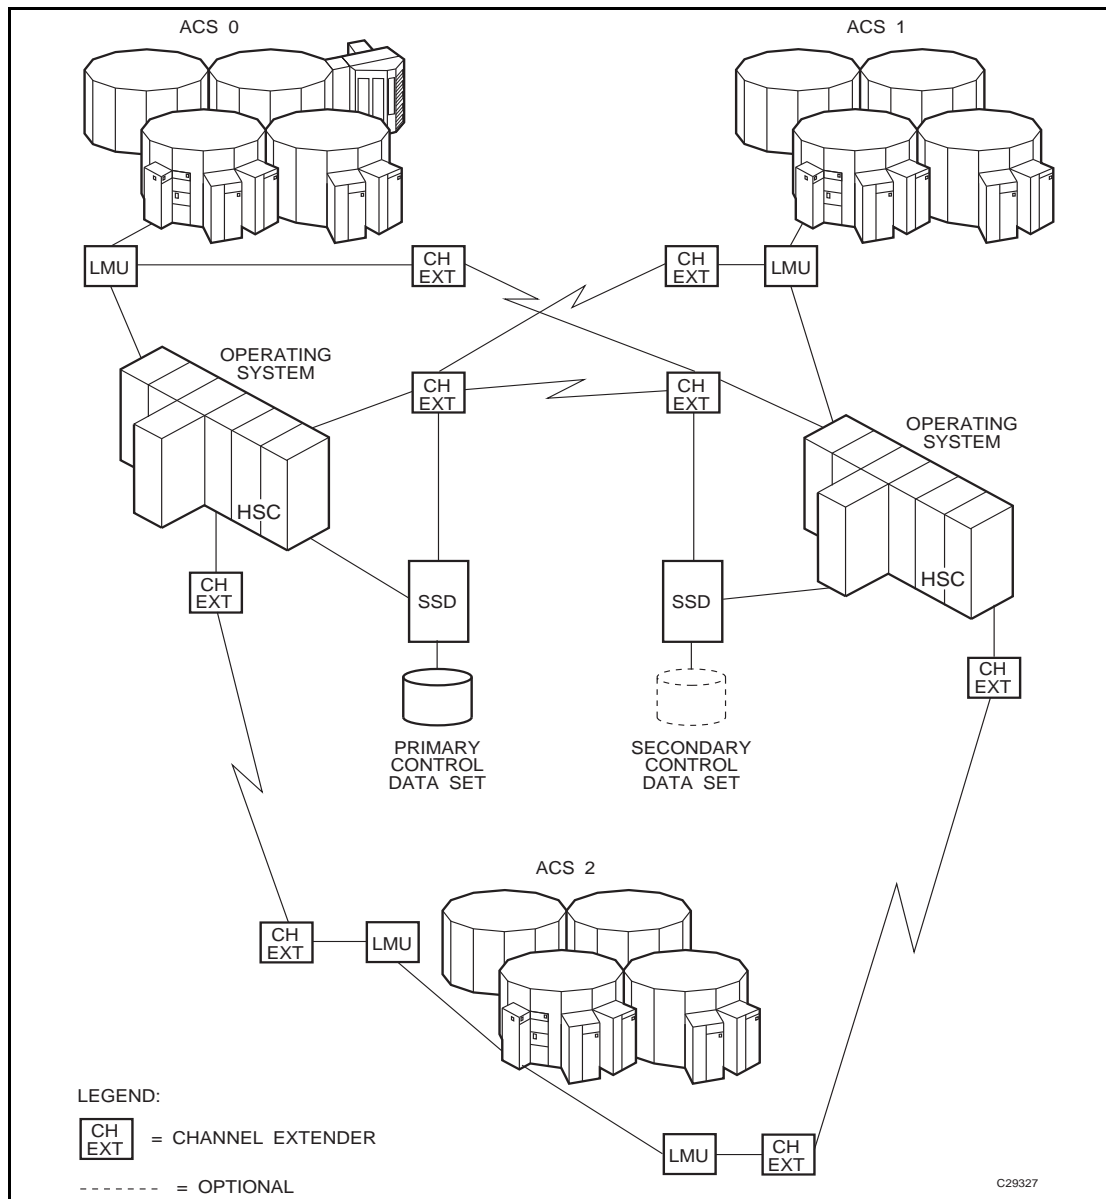 ACS 0
ACS 1
LMU
CH
EXT
CH
EXT
LMU
OPERATING
SYSTEM
CH
EXT
CH
EXT
OPERATING
SYSTEM
HSC
HSC
CH
EXT
SSD
SSD
CH
EXT
PRIMARY
CONTROL
DATA SET
SECONDARY
CONTROL
DATA SET
ACS 2
CH
EXT
LMU
LEGEND:
CH
EXT
= CHANNEL EXTENDER
LMU
CH
EXT
------- = OPTIONAL
C29327